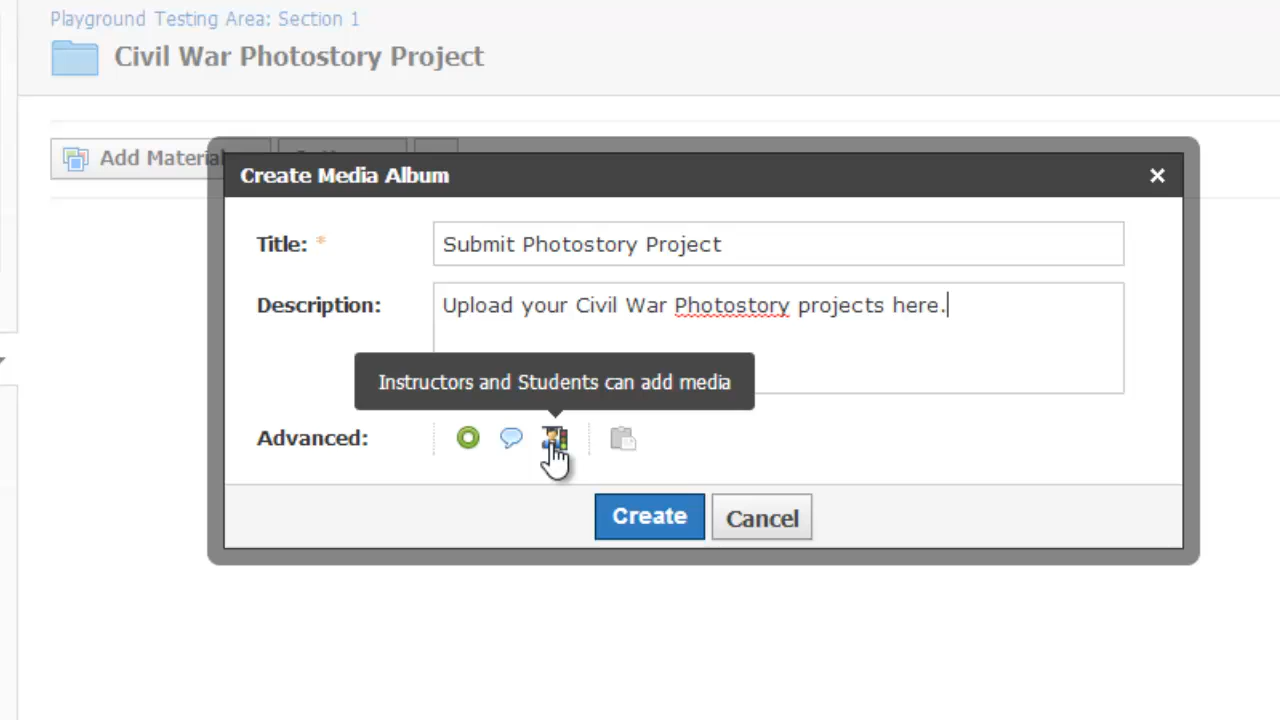 Playground Testing Area: Section 1
Civil War Photostory Project
Add Material
Create Media Album
Title: *
Submit Photostory Project
Description:
Upload your Civil War Photostory projects here.
Instructors and Students can add media
Advanced:
Create
Cancel